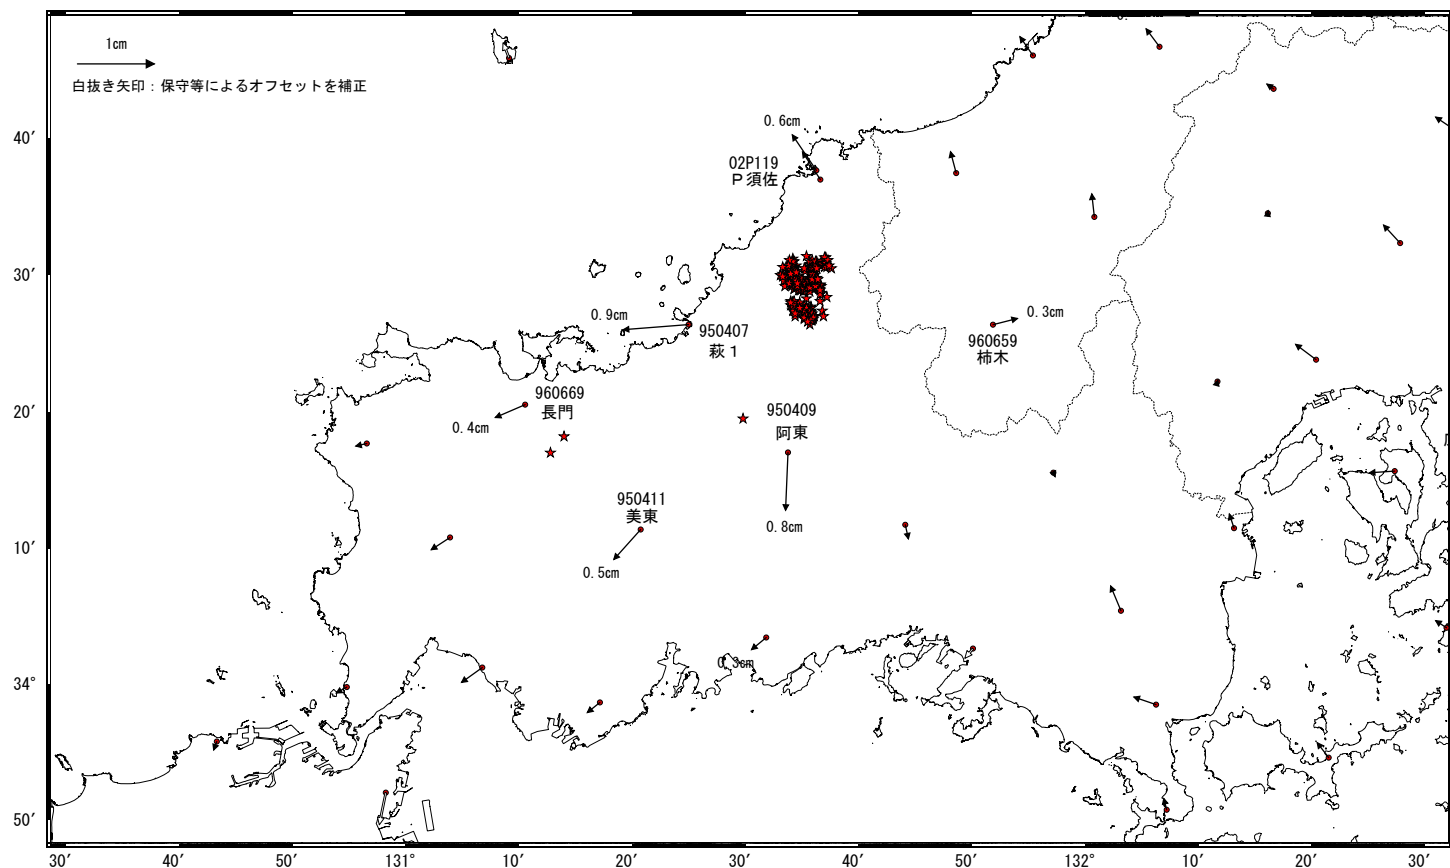 1cm
白抜き矢印：保守等によるオフセットを補正
40′
0.6cm
02P119
Ｐ須佐
30′
0.9cm
950407
萩１
0.3cm
960659
柿木
20′
960669
長門
0.4cm
950409
阿東
950411
美東
0.8cm
10′
0.5cm
0.3cm
34°
50′
30′ 40′ 50′ 131° 10′ 20′ 30′ 40′ 50′ 132° 10′ 20′ 30′